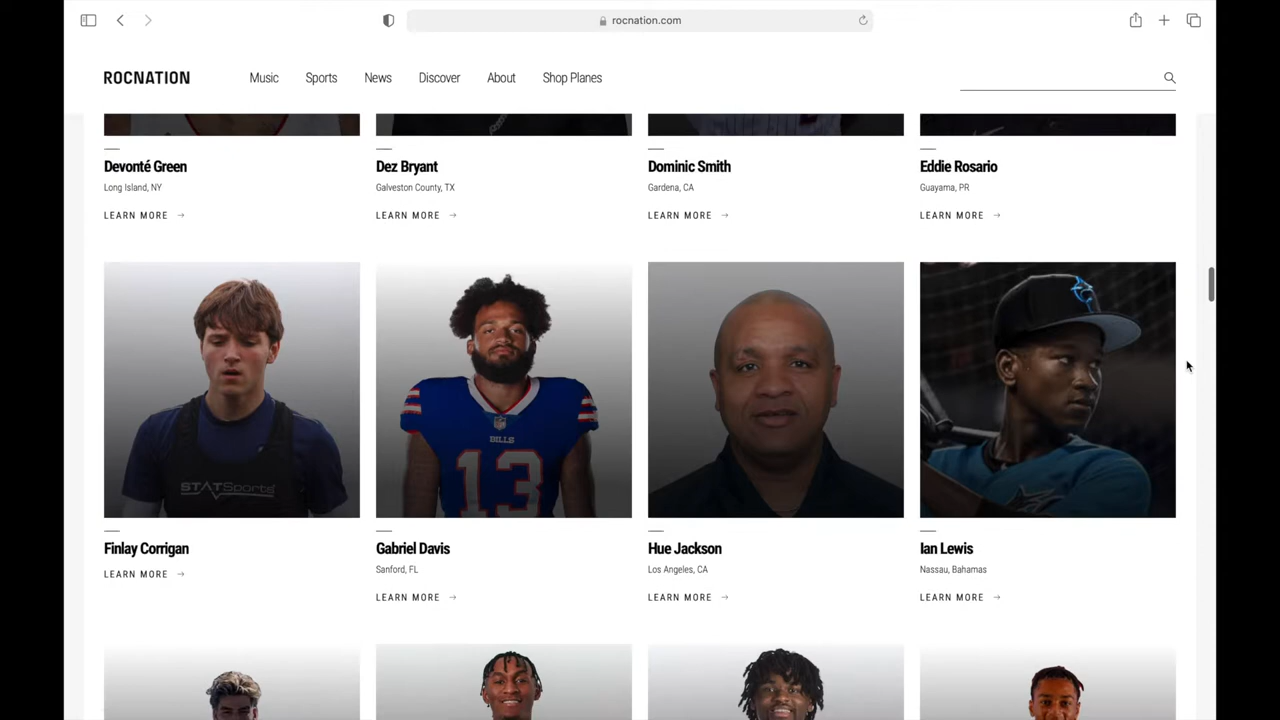 rocnation.com
ROCNATION Music Sports News Discover About Shop Planes
Devonté Green Dez Bryant Dominic Smith Eddie Rosario
Long Island, NY Galveston County, TX Gardena, CA Guayama, PR
LEARN MORE → LEARN MORE → LEARN MORE → LEARN MORE →
STATSports
BILLS
13
Finlay Corrigan Gabriel Davis Hue Jackson Ian Lewis
Sanford, FL Los Angeles, CA Nassau, Bahamas
LEARN MORE → LEARN MORE → LEARN MORE → LEARN MORE →